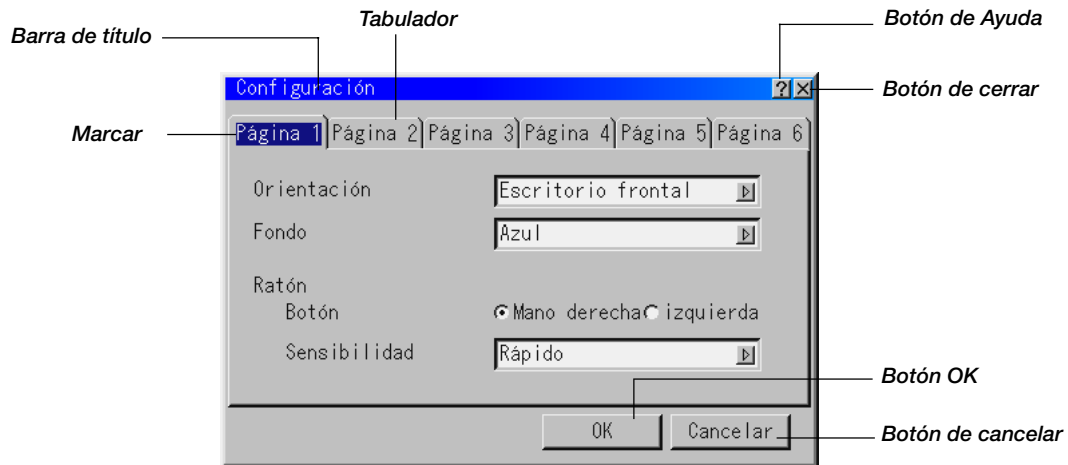 Tabulador
Botón de Ayuda
Barra de título
Configuración
?
×
Botón de cerrar
Marcar
Página 1 Página 2 Página 3 Página 4 Página 5 Página 6
Orientación Escritorio frontal
Fondo Azul
Ratón
Botón Mano derecha izquierda
Sensibilidad Rápido
Botón OK
OK Cancelar
Botón de cancelar